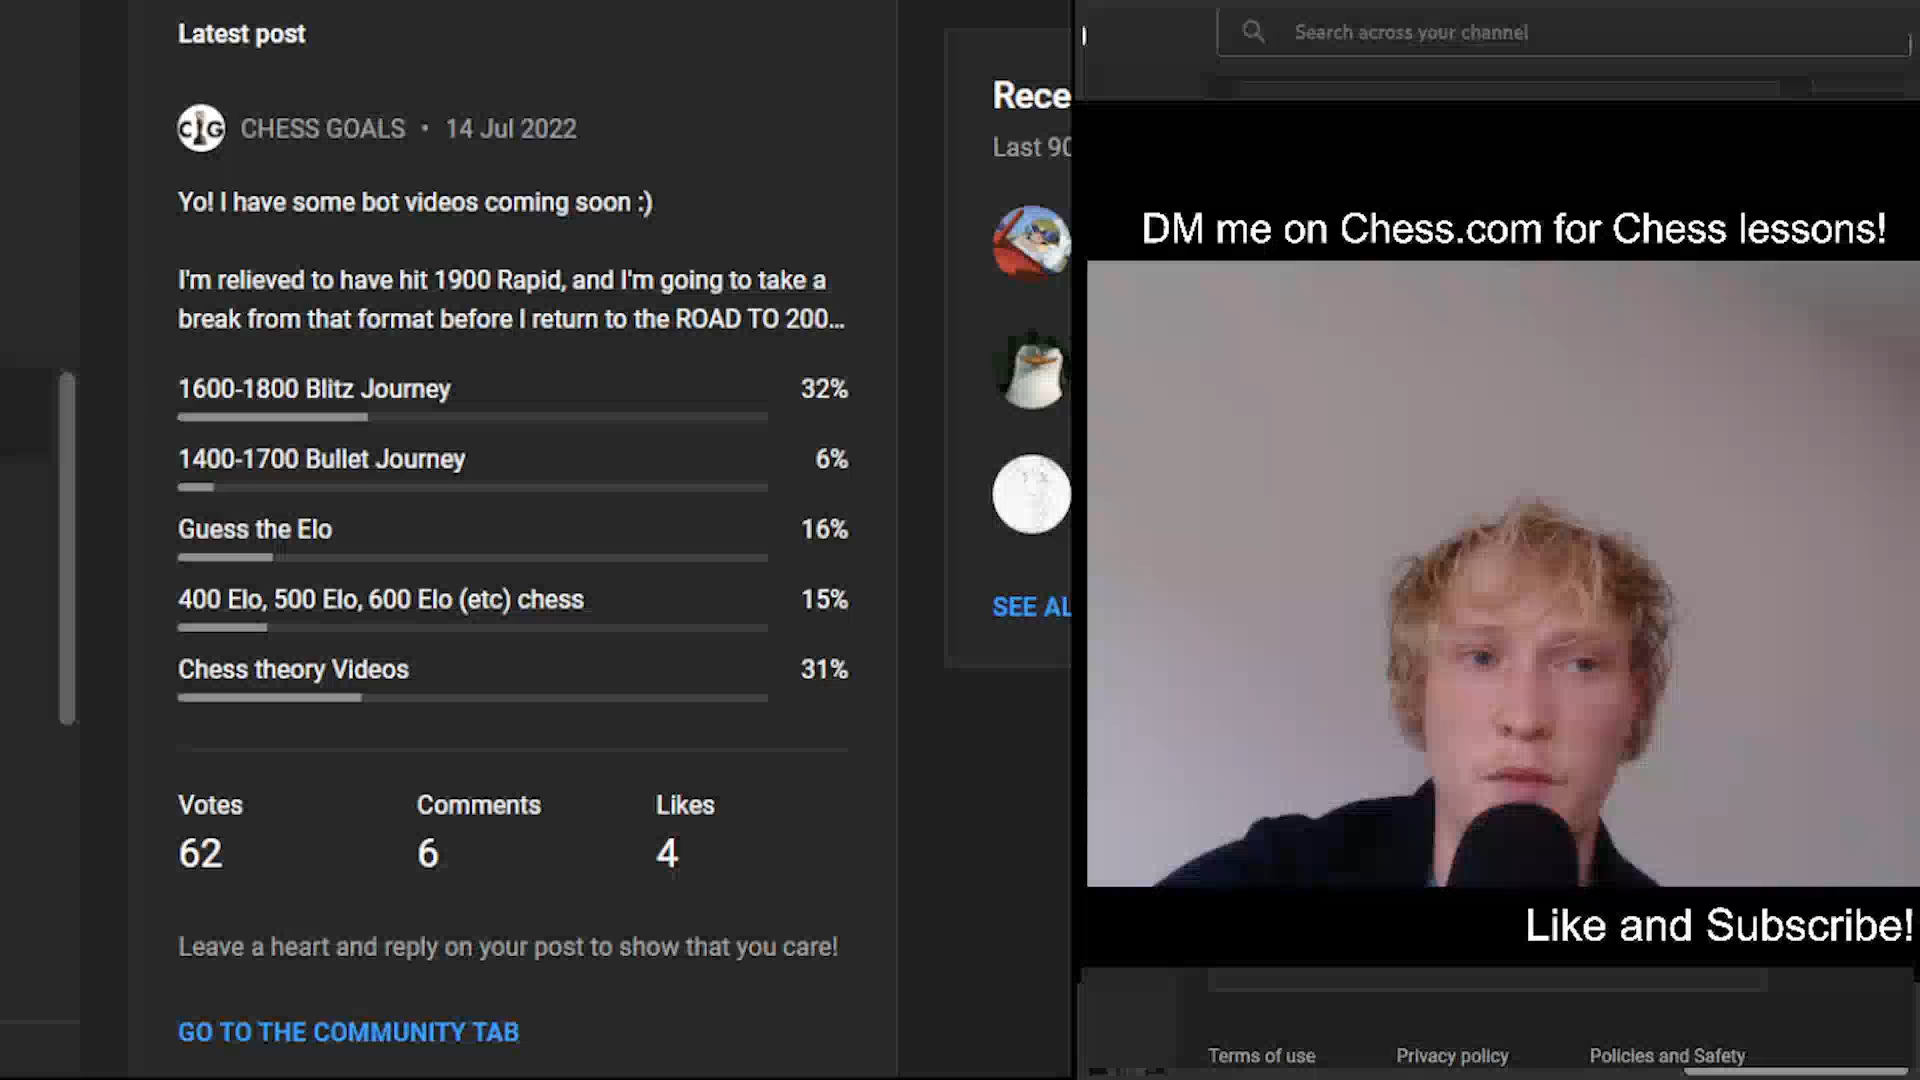 Latest post
CG
CHESS GOALS • 14 Jul 2022
Yo! I have some bot videos coming soon :)
I'm relieved to have hit 1900 Rapid, and I'm going to take a
break from that format before I return to the ROAD TO 200...
1600-1800 Blitz Journey 32%
1400-1700 Bullet Journey 6%
Guess the Elo 16%
400 Elo, 500 Elo, 600 Elo (etc) chess 15%
Chess theory Videos 31%
Votes Comments Likes
62 6 4
Leave a heart and reply on your post to show that you care!
GO TO THE COMMUNITY TAB
Rece
Last 90
SEE AL
Search across your channel
DM me on Chess.com for Chess lessons!
Like and Subscribe!
Terms of use Privacy policy Policies and Safety